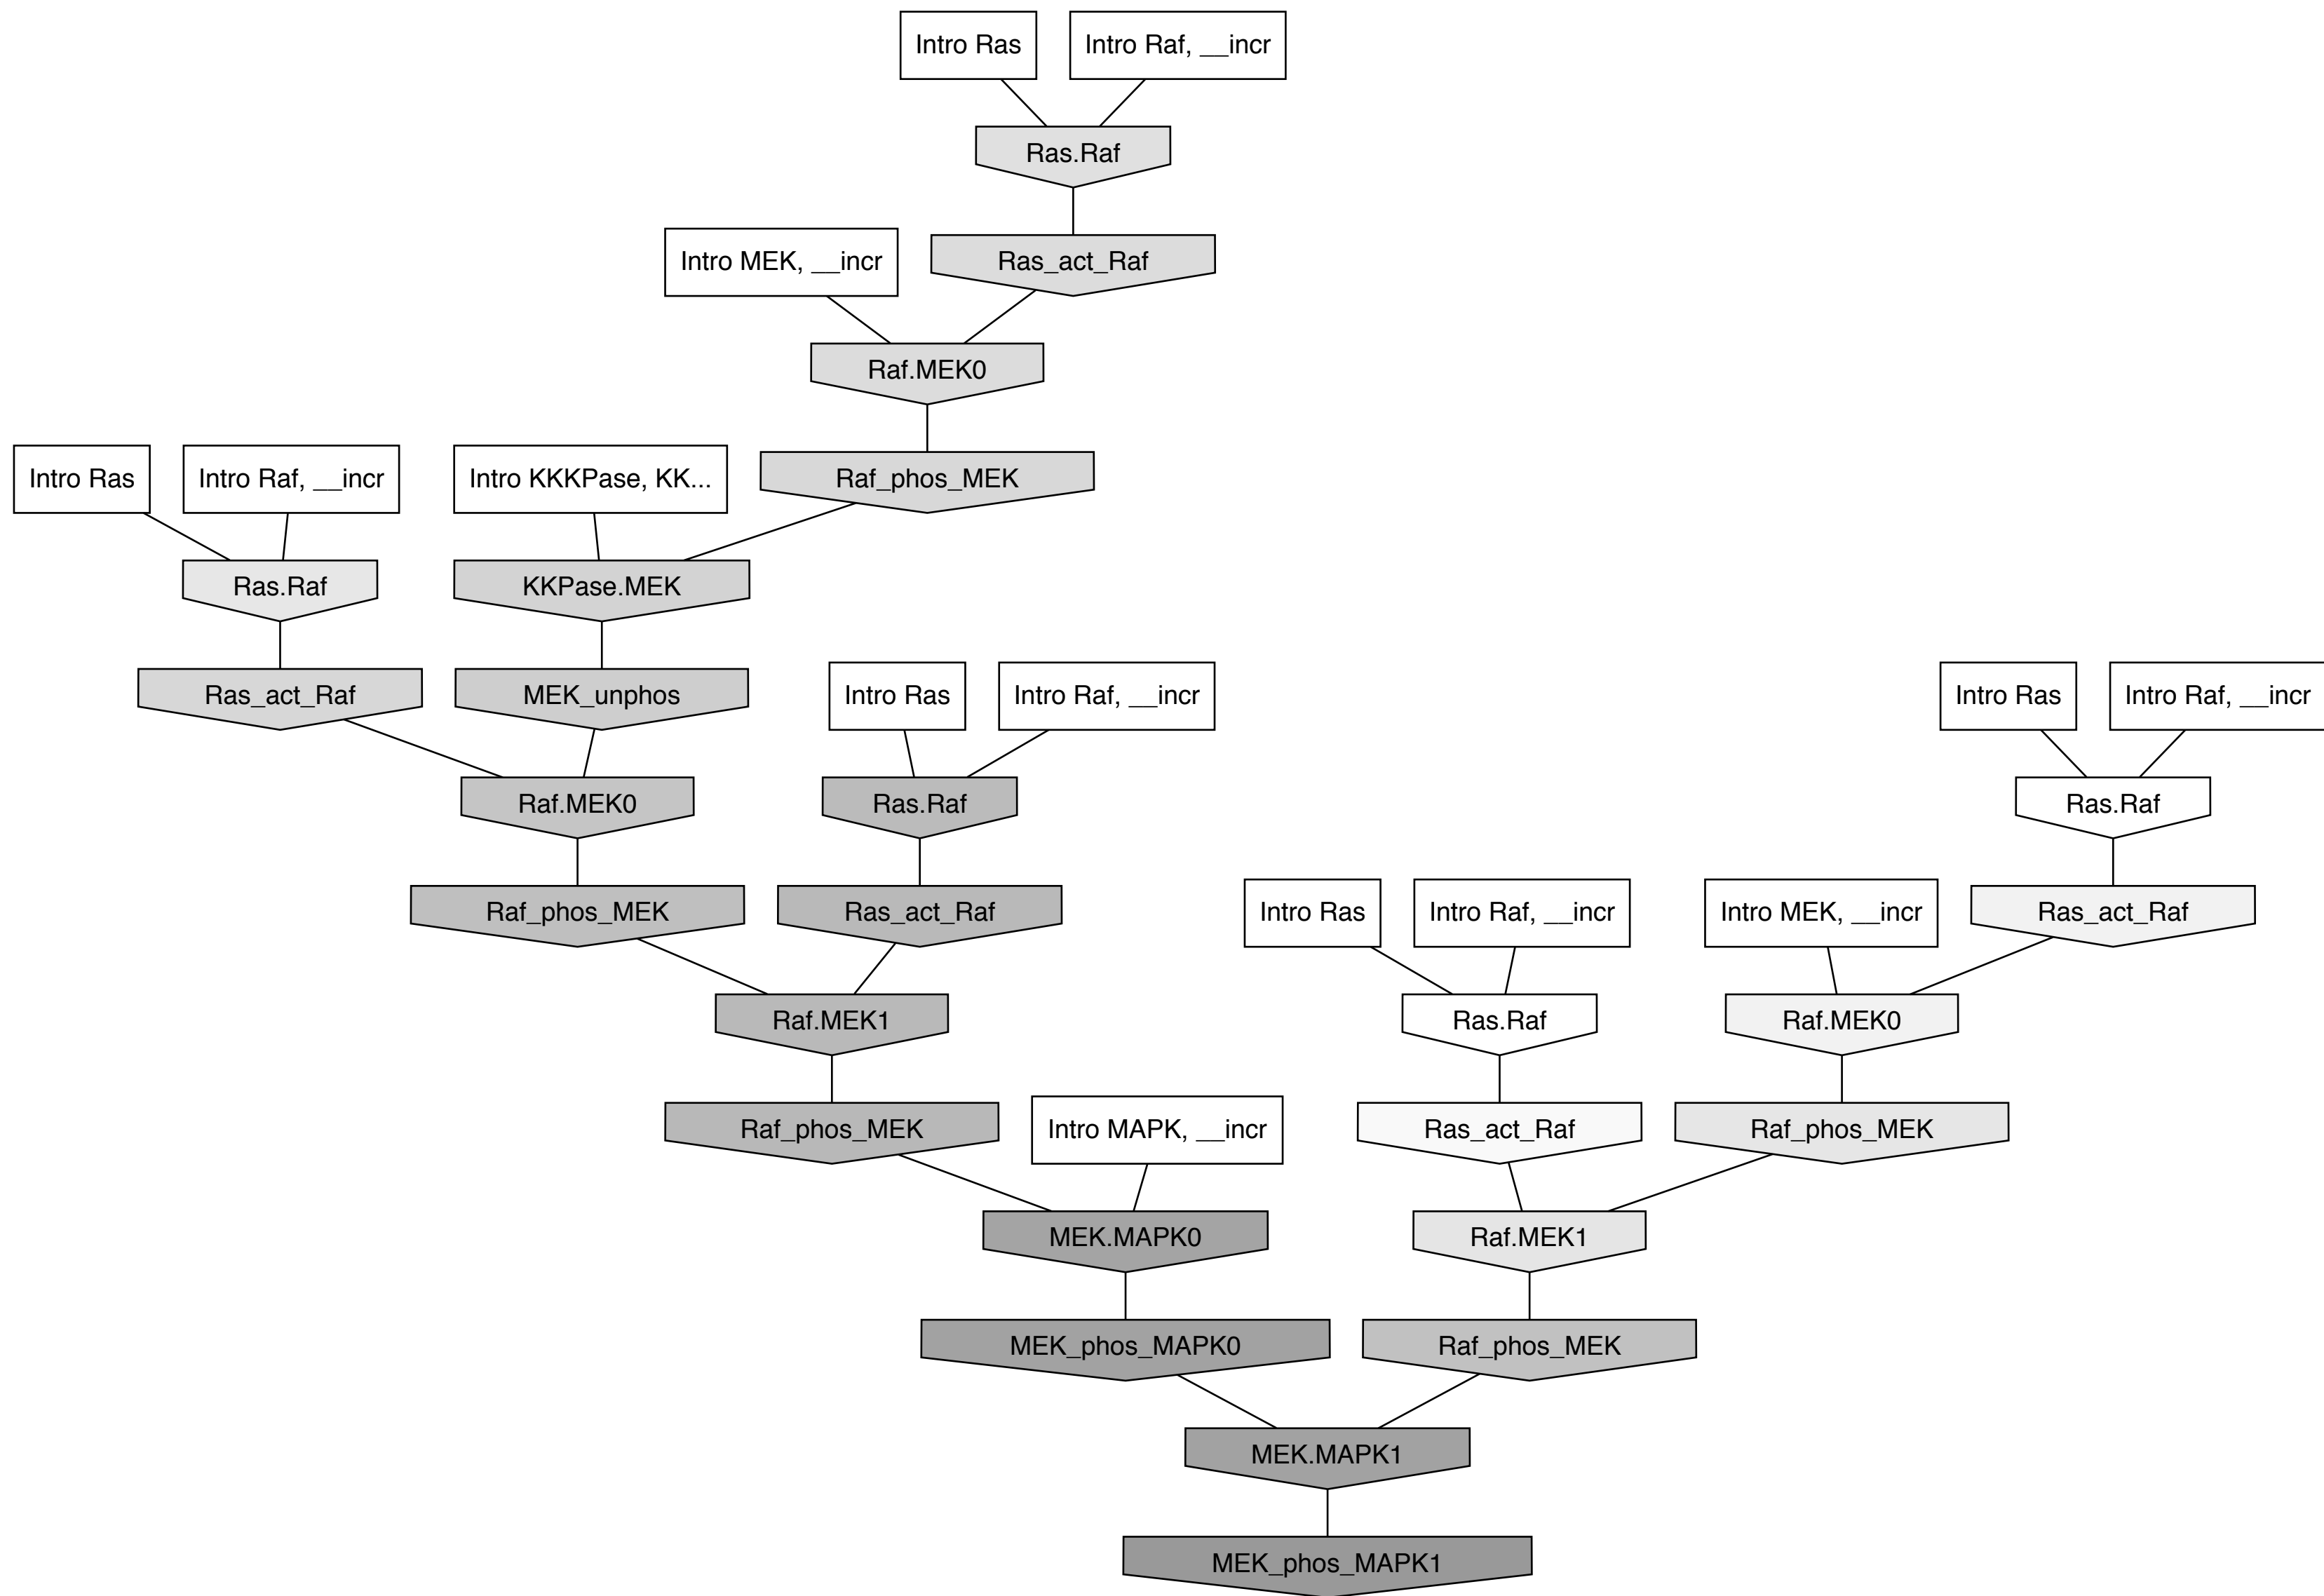 Intro Ras
Intro Raf, __incr
Ras.Raf
Intro MEK, __incr
Ras_act_Raf
Raf.MEK0
Intro Ras
Intro Raf, __incr
Intro KKKPase, KK...
Raf_phos_MEK
Ras.Raf
KKPase.MEK
Ras_act_Raf
MEK_unphos
Intro Ras
Intro Raf, __incr
Intro Ras
Intro Raf, __incr
Raf.MEK0
Ras.Raf
Ras.Raf
Raf_phos_MEK
Ras_act_Raf
Intro Ras
Intro Raf, __incr
Intro MEK, __incr
Ras_act_Raf
Raf.MEK1
Ras.Raf
Raf.MEK0
Raf_phos_MEK
Intro MAPK, __incr
Ras_act_Raf
Raf_phos_MEK
MEK.MAPK0
Raf.MEK1
MEK_phos_MAPK0
Raf_phos_MEK
MEK.MAPK1
MEK_phos_MAPK1